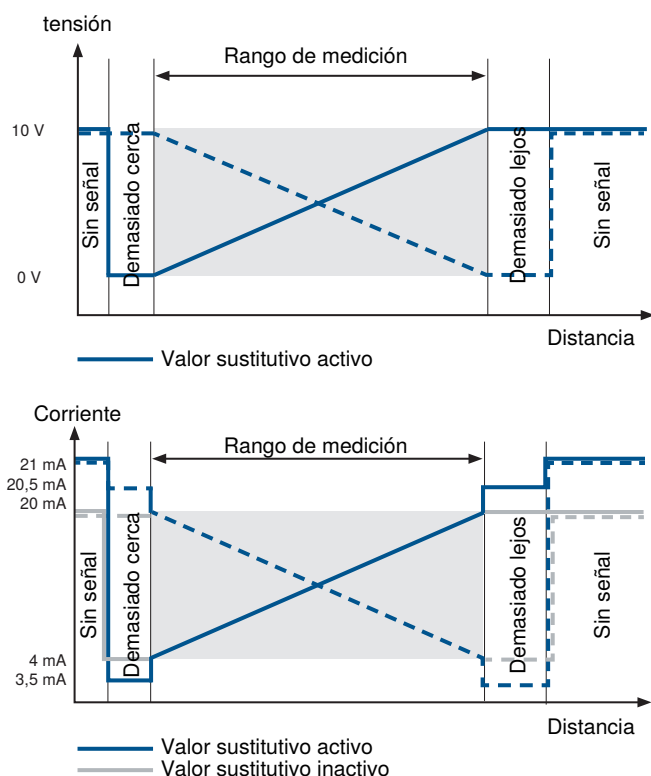 tensión
Rango de medición
10 V
Sin señal
Demasiado cerca
Demasiado lejos
Sin señal
0 V
Distancia
Valor sustitutivo activo
Corriente
Rango de medición
21 mA
20,5 mA
20 mA
Sin señal
Demasiado cerca
Demasiado lejos
Sin señal
4 mA
3,5 mA
Distancia
Valor sustitutivo activo
Valor sustitutivo inactivo